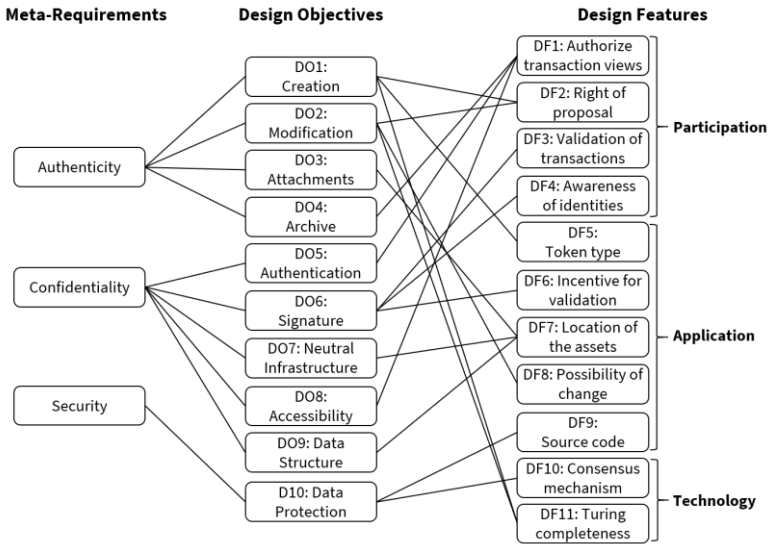 Meta-Requirements
Design Objectives
Design Features
Authenticity
Confidentiality
Security
DO1:
Creation
DO2:
Modification
DO3:
Attachments
DO4:
Archive
DO5:
Authentication
DO6:
Signature
DO7: Neutral
Infrastructure
DO8:
Accessibility
DO9: Data
Structure
D10: Data
Protection
DF1: Authorize
transaction views
DF2: Right of
proposal
DF3: Validation of
transactions
DF4: Awareness
of identities
DF5:
Token type
DF6: Incentive for
validation
DF7: Location of
the assets
DF8: Possibility of
change
DF9:
Source code
DF10: Consensus
mechanism
DF11: Turing
completeness
Participation
Application
Technology